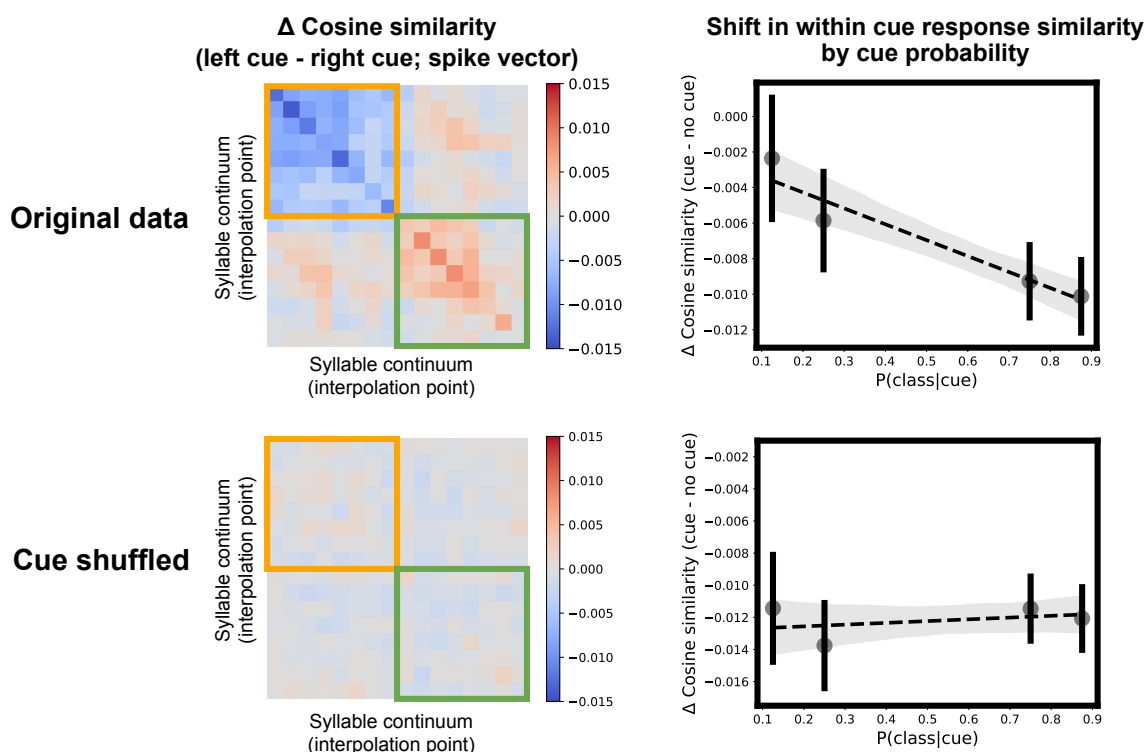 Δ Cosine similarity
(left cue - right cue; spike vector)
Shift in within cue response similarity
by cue probability
Original data
Syllable continuum
(interpolation point)
0.015
0.010
0.005
0.000
−0.005
−0.010
−0.015
Syllable continuum
(interpolation point)
Δ Cosine similarity (cue - no cue)
0.000
−0.002
−0.004
−0.006
−0.008
−0.010
−0.012
0.1 0.2 0.3 0.4 0.5 0.6 0.7 0.8 0.9
P(class|cue)
Cue shuffled
Syllable continuum
(interpolation point)
0.015
0.010
0.005
0.000
−0.005
−0.010
−0.015
Syllable continuum
(interpolation point)
Δ Cosine similarity (cue - no cue)
−0.002
−0.004
−0.006
−0.008
−0.010
−0.012
−0.014
−0.016
0.1 0.2 0.3 0.4 0.5 0.6 0.7 0.8 0.9
P(class|cue)